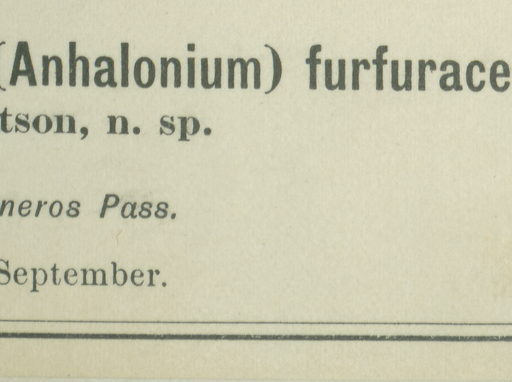 (Anhalonium) furfurace
tson, n. sp.
neros Pass.
September.